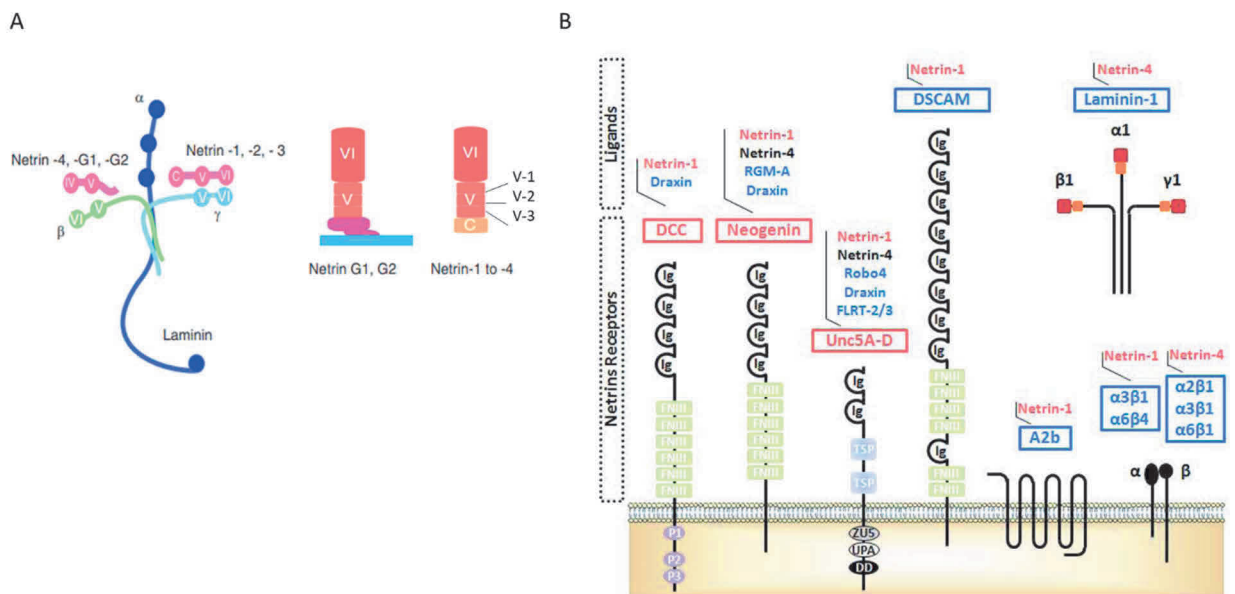 A
α
Netrin -4, -G1, -G2
Netrin -1, -2, - 3
IV V
C V VI
VI V
V VI
β
γ
Laminin
VI
V
Netrin G1, G2
VI
V
C
V-1
V-2
V-3
Netrin-1 to -4
B
Ligands
Netrins Receptors
Netrin-1
Draxin
DCC
Ig
Ig
Ig
Ig
FNIII
FNIII
FNIII
FNIII
FNIII
FNIII
P1
P2
P3
Netrin-1
Netrin-4
RGM-A
Draxin
Neogenin
Ig
Ig
Ig
Ig
FNIII
FNIII
FNIII
FNIII
FNIII
FNIII
Netrin-1
Netrin-4
Robo4
Draxin
FLRT-2/3
Unc5A-D
Ig
Ig
TSP
TSP
ZU5
UPA
DD
Netrin-1
DSCAM
Ig
Ig
Ig
Ig
Ig
Ig
Ig
Ig
Ig
FNIII
FNIII
FNIII
FNIII
Ig
FNIII
FNIII
Netrin-1
A2b
Netrin-4
Laminin-1
α1
β1
γ1
Netrin-1
α3β1
α6β4
Netrin-4
α2β1
α3β1
α6β1
α
β